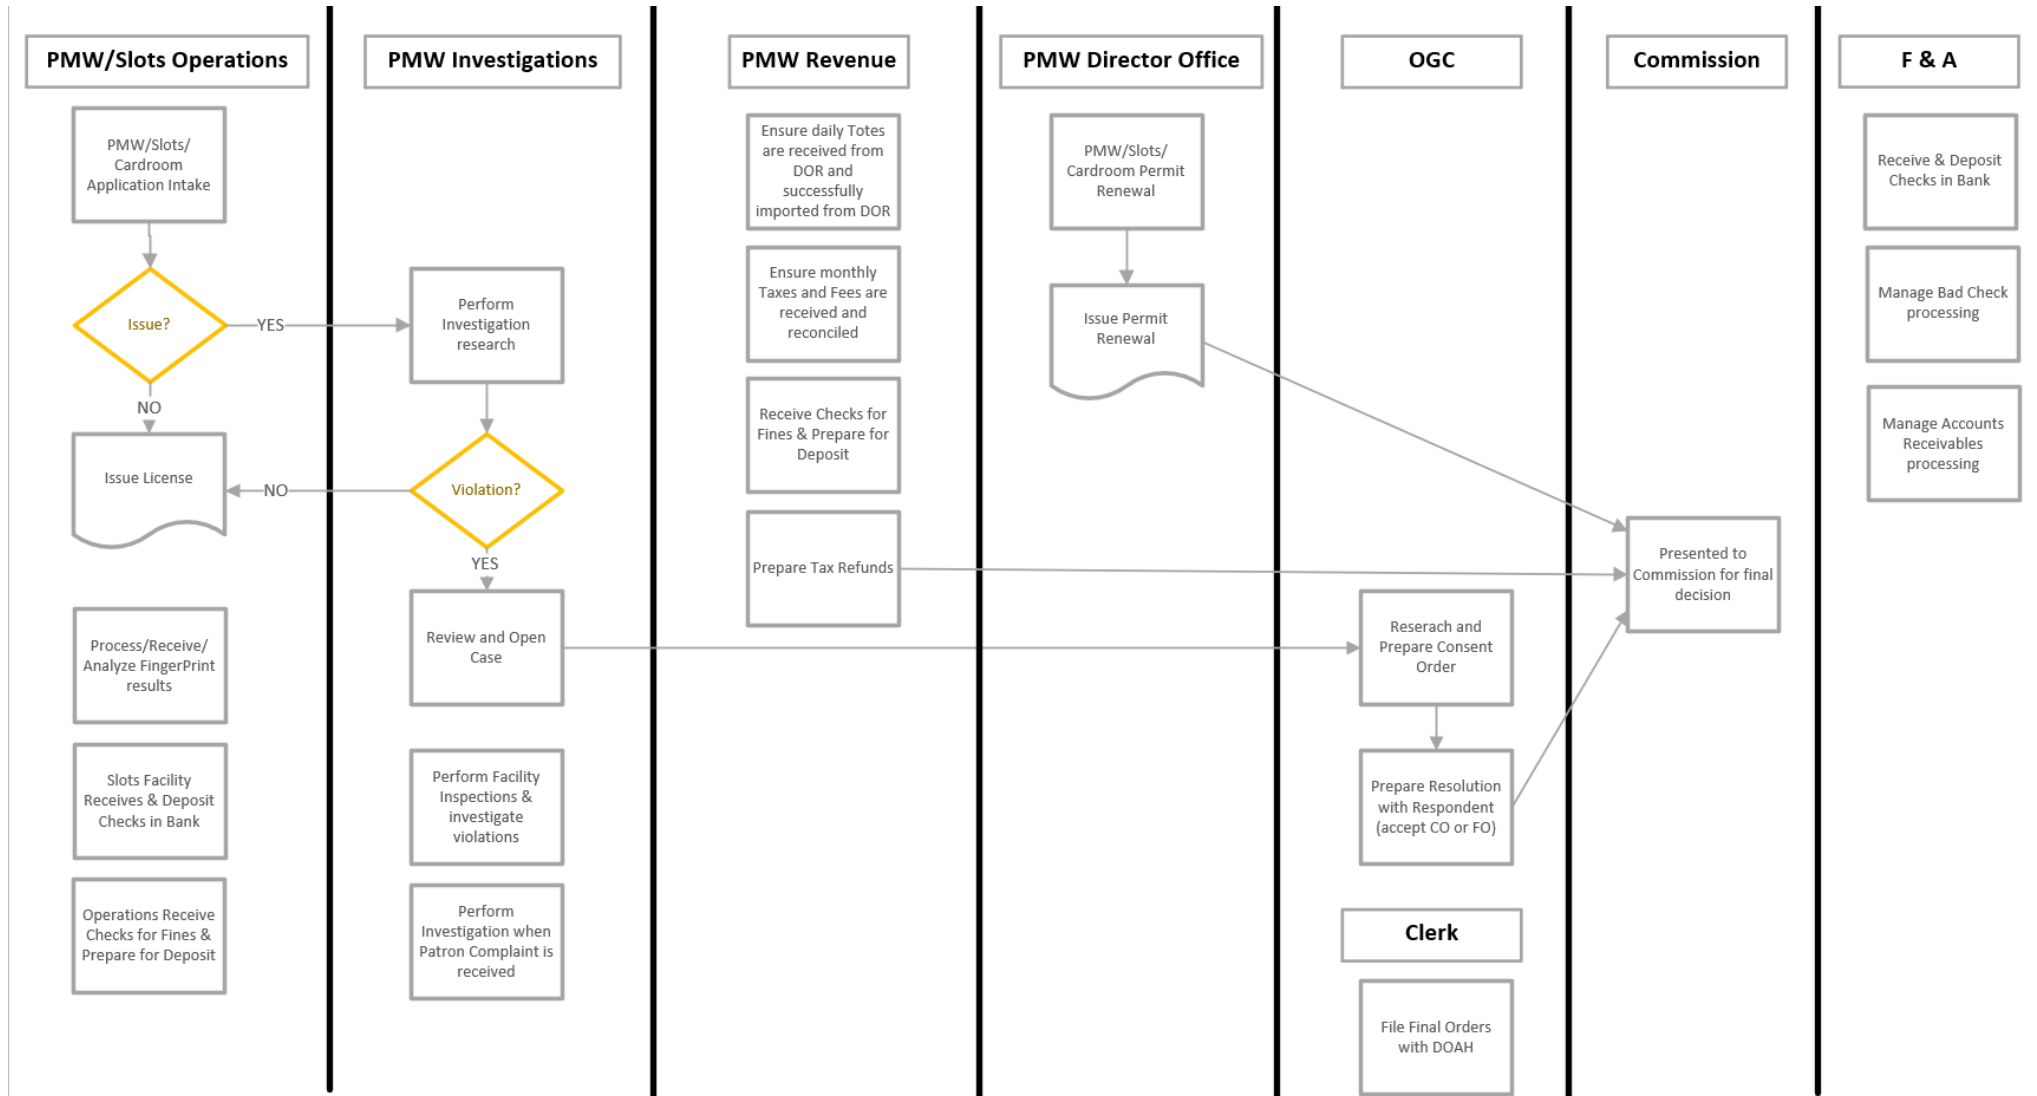 PMW/Slots Operations
PMW/Slots/
Cardroom
Application Intake
Issue?
YES
NO
Issue License
Process/Receive/
Analyze FingerPrint
results
Slots Facility
Receives & Deposit
Checks in Bank
Operations Receive
Checks for Fines &
Prepare for Deposit
PMW Investigations
Perform
Investigation
research
Violation?
NO
YES
Review and Open
Case
Perform Facility
Inspections &
investigate
violations
Perform
Investigation when
Patron Complaint is
received
PMW Revenue
Ensure daily Totes
are received from
DOR and
successfully
imported from DOR
Ensure monthly
Taxes and Fees are
received and
reconciled
Receive Checks for
Fines & Prepare for
Deposit
Prepare Tax Refunds
PMW Director Office
PMW/Slots/
Cardroom Permit
Renewal
Issue Permit
Renewal
OGC
Reserach and
Prepare Consent
Order
Prepare Resolution
with Respondent
(accept CO or FO)
Clerk
File Final Orders
with DOAH
Commission
Presented to
Commission for final
decision
F & A
Receive & Deposit
Checks in Bank
Manage Bad Check
processing
Manage Accounts
Receivables
processing